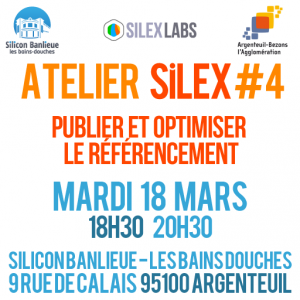 Silicon Banlieue
les bains-douches
SILEX LABS
Argenteuil-Bezons
l'Agglomération
ATELIER SiLEX #4
PUBLIER ET OPTIMISER
LE RÉFÉRENCEMENT
MARDI 18 MARS
18H30 20H30
SILICON BANLIEUE - LES BAINS DOUCHES
9 RUE DE CALAIS 95100 ARGENTEUIL